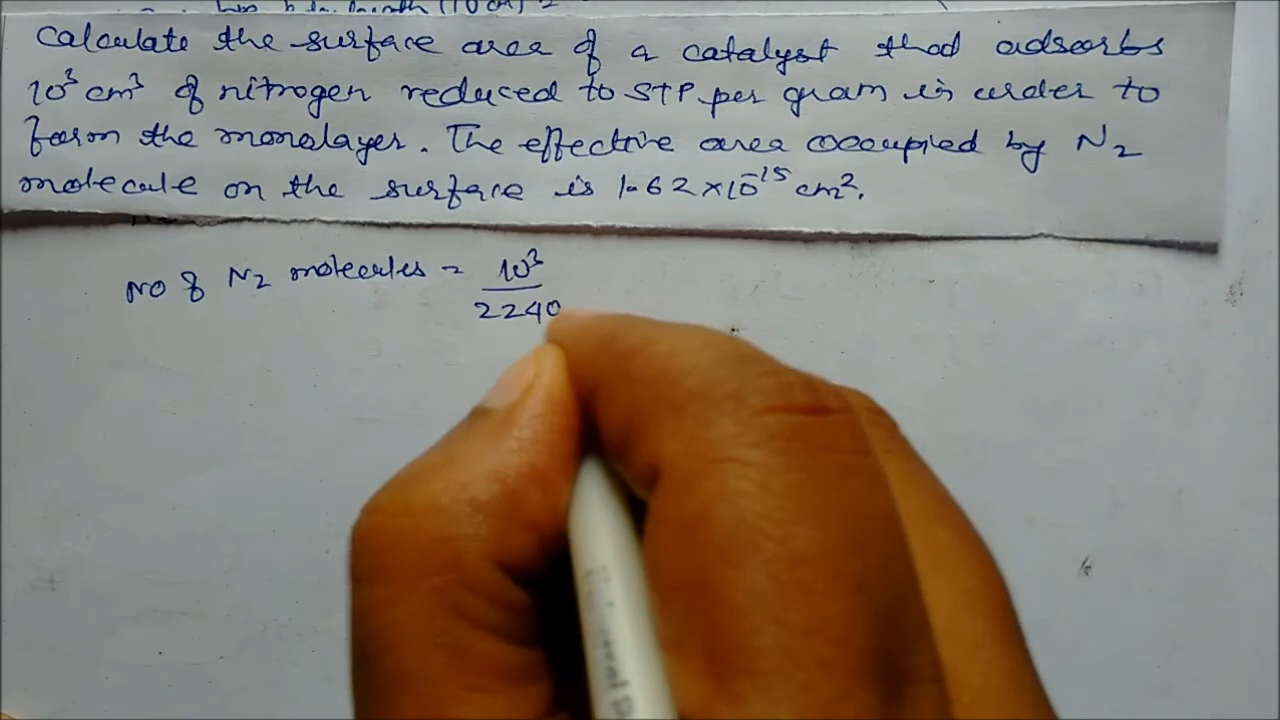 Calculate the surface area of a catalyst that adsorbs
10³ cm³ of nitrogen reduced to STP per gram in order to
form the monolayer. The effective area occupied by N₂
molecule on the surface is 1.62 × 10⁻¹⁵ cm².
No of N₂ molecules = 10³
2240